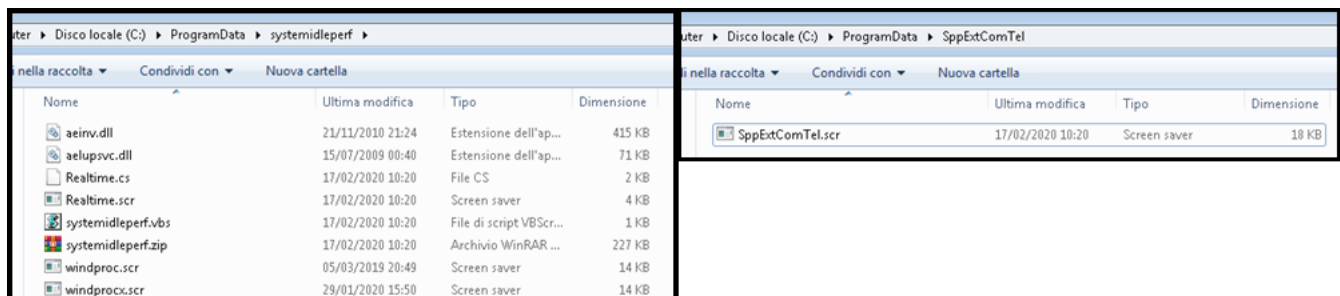 uter ▸ Disco locale (C:) ▸ ProgramData ▸ systemidleperf ▸
i nella raccolta ▾ Condividi con ▾ Nuova cartella
Nome Ultima modifica Tipo Dimensione
aeinv.dll 21/11/2010 21:24 Estensione dell'ap... 415 KB
aelupsvc.dll 15/07/2009 00:40 Estensione dell'ap... 71 KB
Realtime.cs 17/02/2020 10:20 File CS 2 KB
Realtime.scr 17/02/2020 10:20 Screen saver 4 KB
systemidleperf.vbs 17/02/2020 10:20 File di script VBScr... 1 KB
systemidleperf.zip 17/02/2020 10:20 Archivio WinRAR ... 227 KB
windproc.scr 05/03/2019 20:49 Screen saver 14 KB
windprocx.scr 29/01/2020 15:50 Screen saver 14 KB
uter ▸ Disco locale (C:) ▸ ProgramData ▸ SppExtComTel
i nella raccolta ▾ Condividi con ▾ Nuova cartella
Nome Ultima modifica Tipo Dimensione
SppExtComTel.scr 17/02/2020 10:20 Screen saver 18 KB